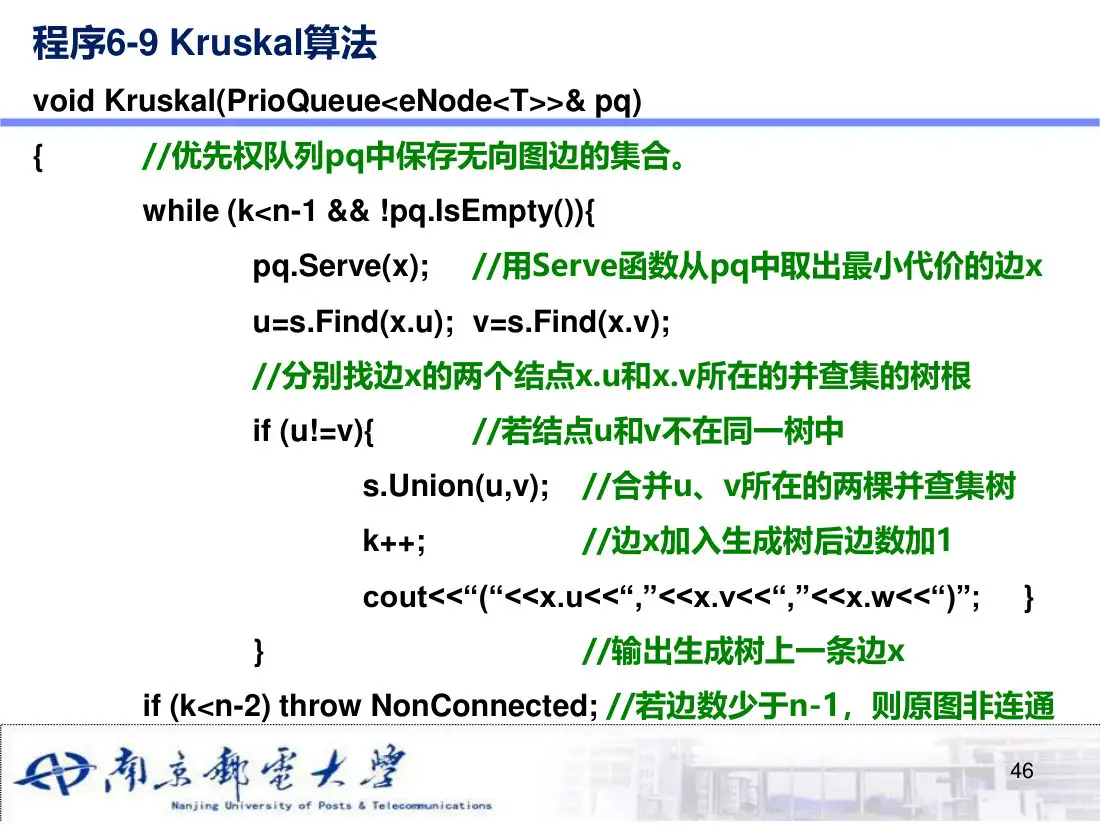 程序6-9 Kruskal算法
void Kruskal(PrioQueue<eNode<T>>& pq)
{ //优先权队列pq中保存无向图边的集合。
while (k<n-1 && !pq.IsEmpty()){
pq.Serve(x); //用Serve函数从pq中取出最小代价的边x
u=s.Find(x.u); v=s.Find(x.v);
//分别找边x的两个结点x.u和x.v所在的并查集的树根
if (u!=v){ //若结点u和v不在同一树中
s.Union(u,v); //合并u、v所在的两棵并查集树
k++; //边x加入生成树后边数加1
cout<<“(“<<x.u<<“,”<<x.v<<“,”<<x.w<<“)”; }
} //输出生成树上一条边x
if (k<n-2) throw NonConnected; //若边数少于n-1，则原图非连通
南京郵電大學
Nanjing University of Posts & Telecommunications
46